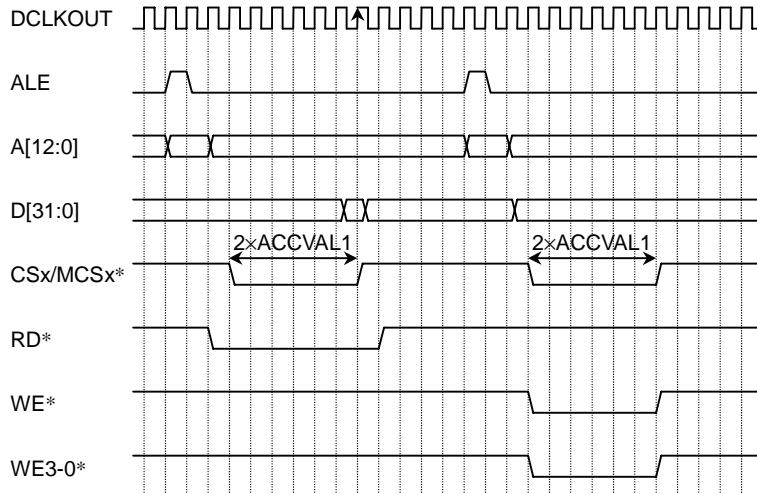 DCLKOUT
ALE
A[12:0]
D[31:0]
2×ACCVAL1 2×ACCVAL1
CSx/MCSx*
RD*
WE*
WE3-0*